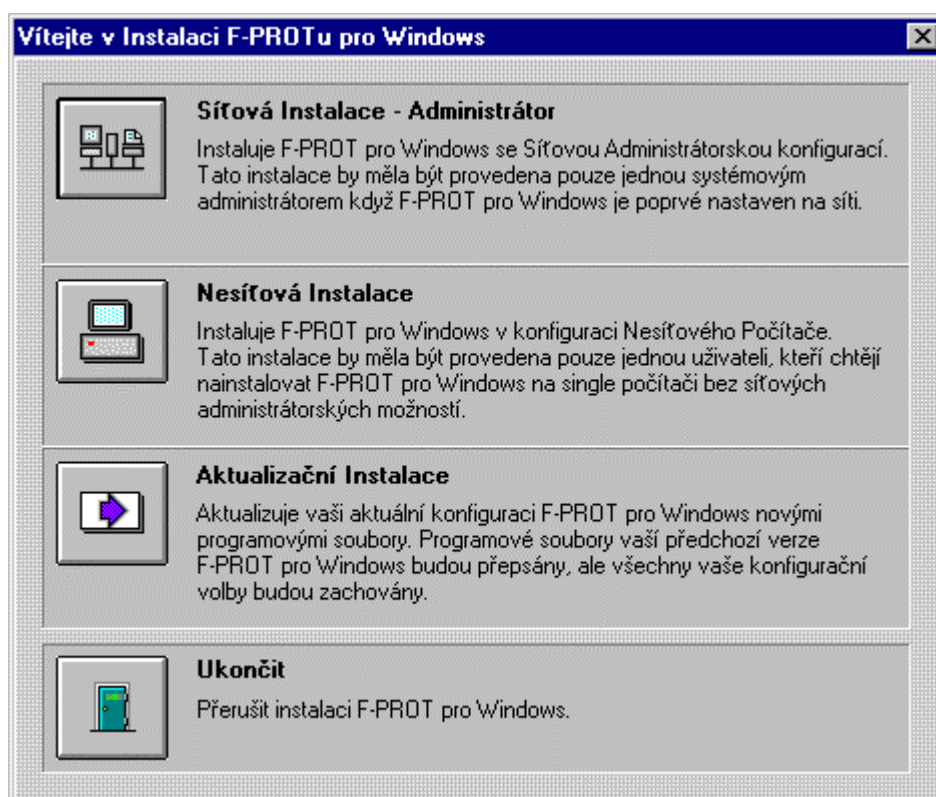 Vítejte v Instalaci F-PROTu pro Windows
Síťová Instalace - Administrátor
Instaluje F-PROT pro Windows se Síťovou Administrátorskou konfigurací.
Tato instalace by měla být provedena pouze jednou systémovým
administrátorem když F-PROT pro Windows je poprvé nastaven na síti.
Nesíťová Instalace
Instaluje F-PROT pro Windows v konfiguraci Nesíťového Počítače.
Tato instalace by měla být provedena pouze jednou uživateli, kteří chtějí
nainstalovat F-PROT pro Windows na single počítači bez síťových
administrátorských možností.
Aktualizační Instalace
Aktualizuje vaši aktuální konfiguraci F-PROT pro Windows novými
programovými soubory. Programové soubory vaší předchozí verze
F-PROT pro Windows budou přepsány, ale všechny vaše konfigurační
volby budou zachovány.
Ukončit
Přerušit instalaci F-PROT pro Windows.